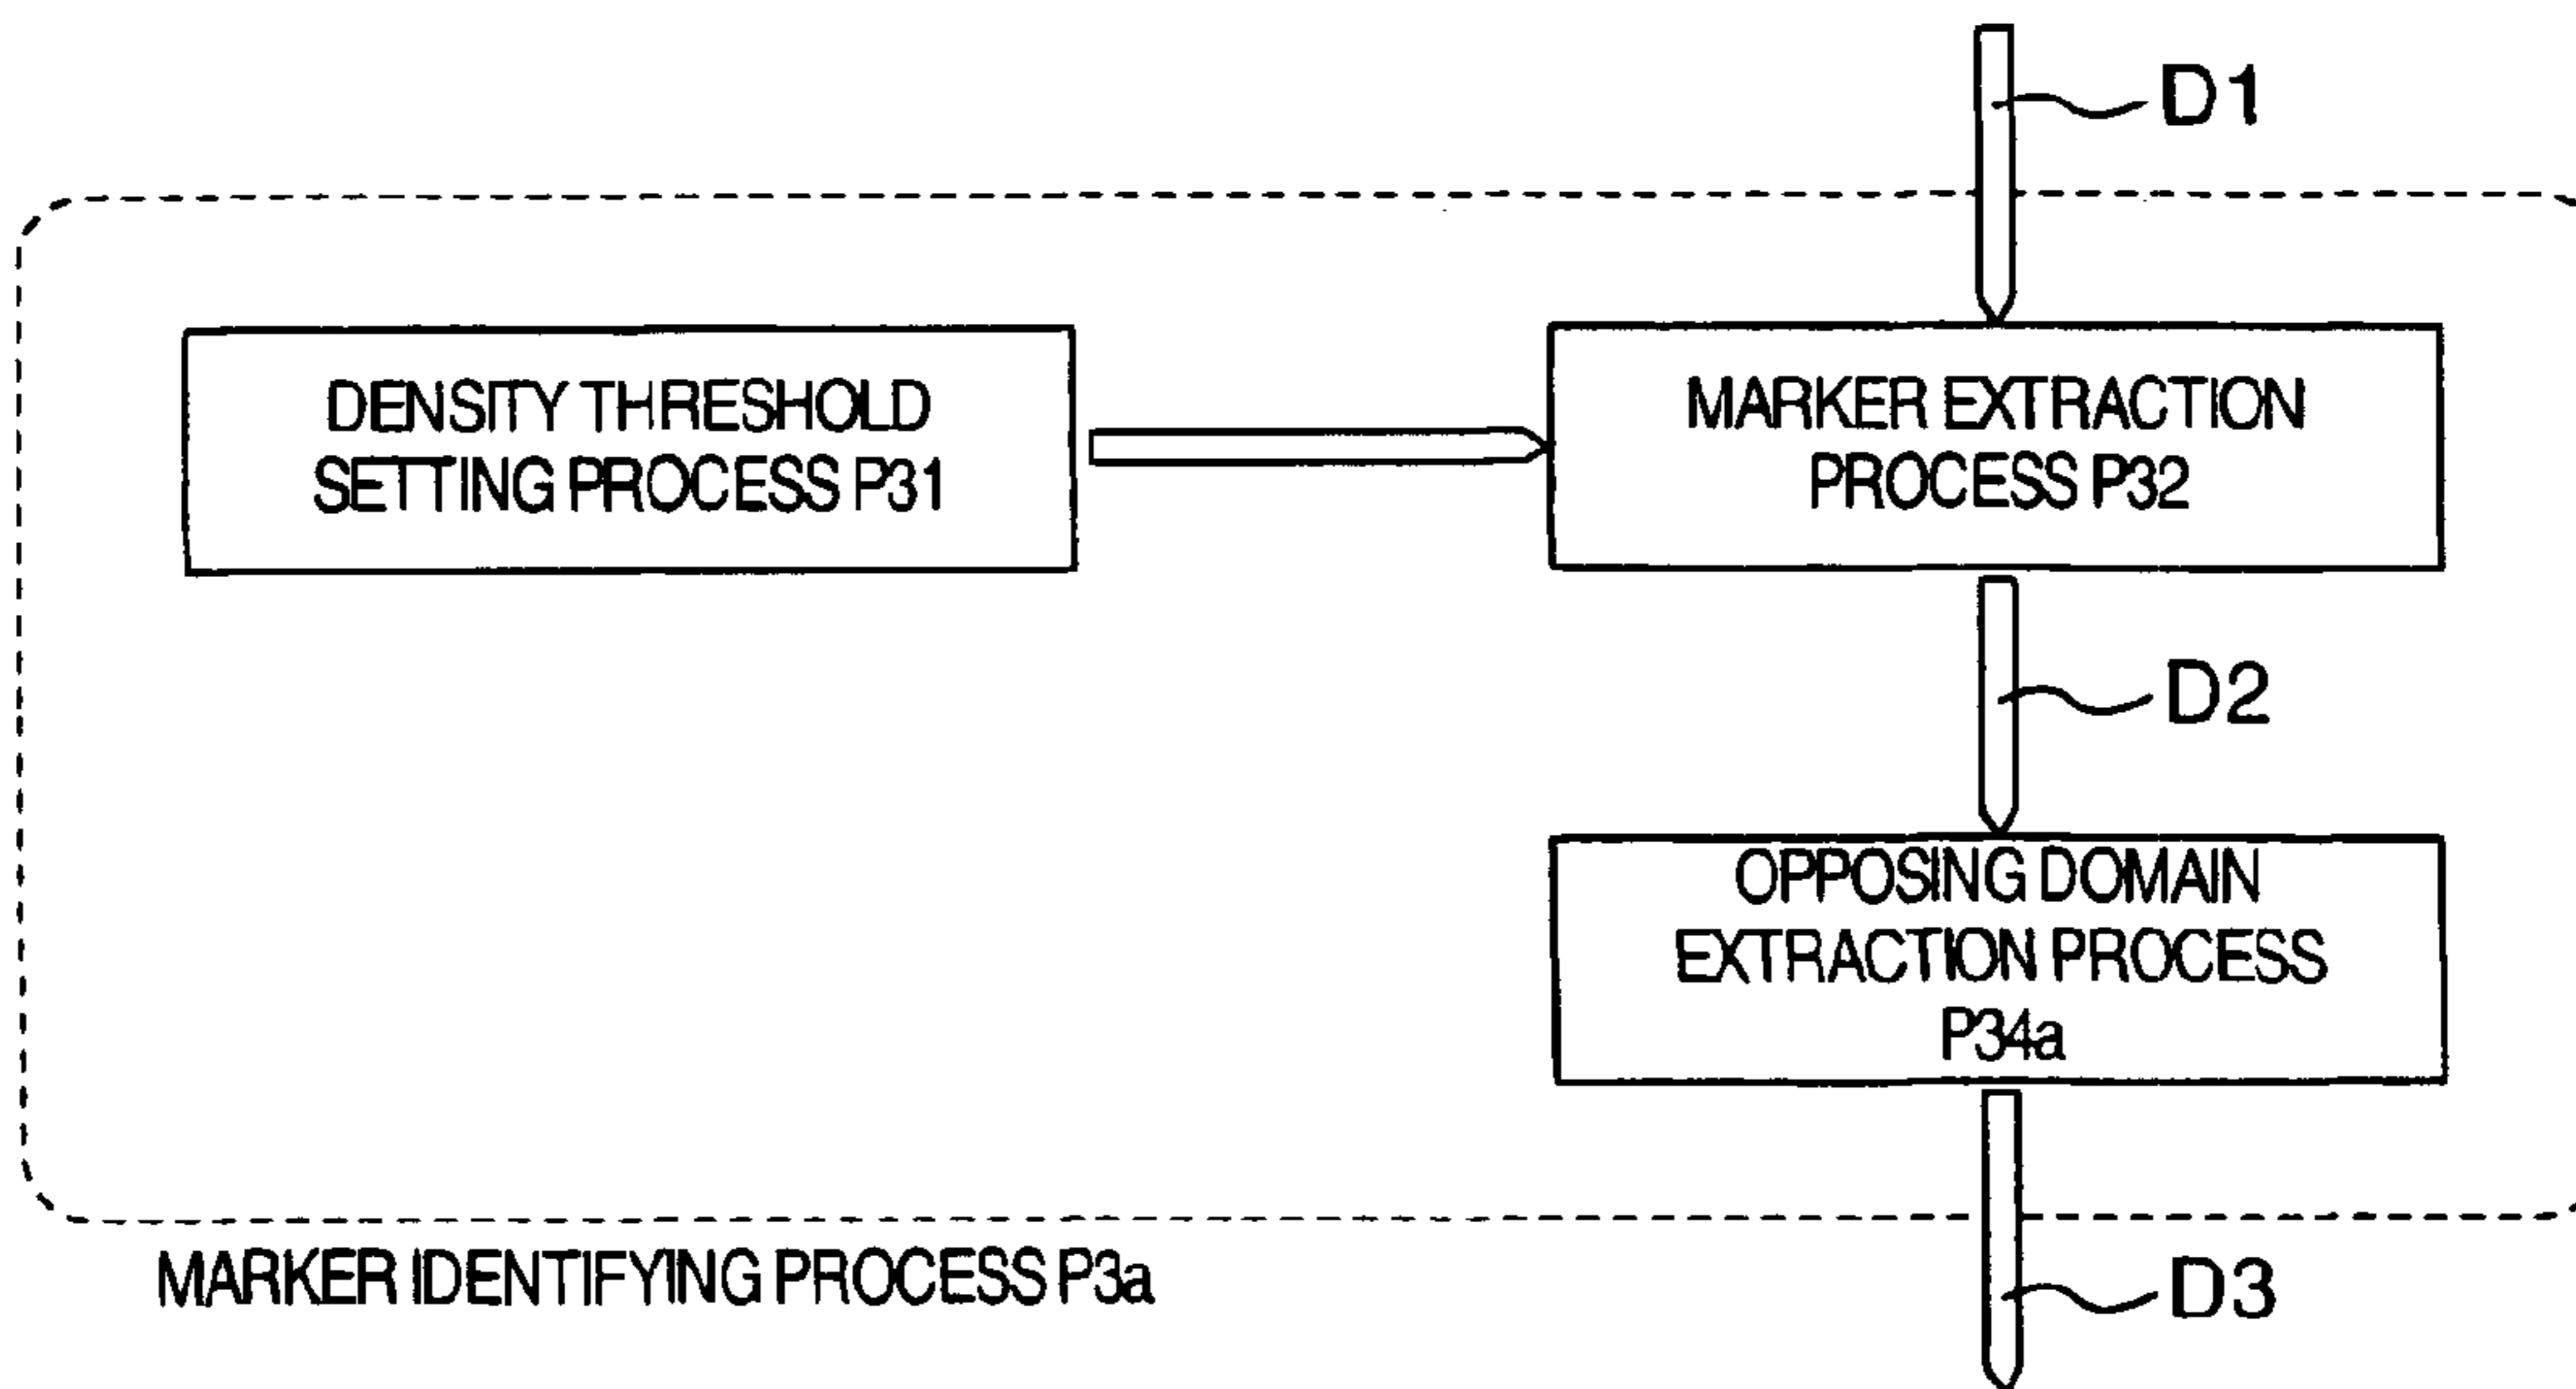 D1
DENSITY THRESHOLD
SETTING PROCESS P31
MARKER EXTRACTION
PROCESS P32
D2
OPPOSING DOMAIN
EXTRACTION PROCESS
P34a
MARKER IDENTIFYING PROCESS P3a
D3